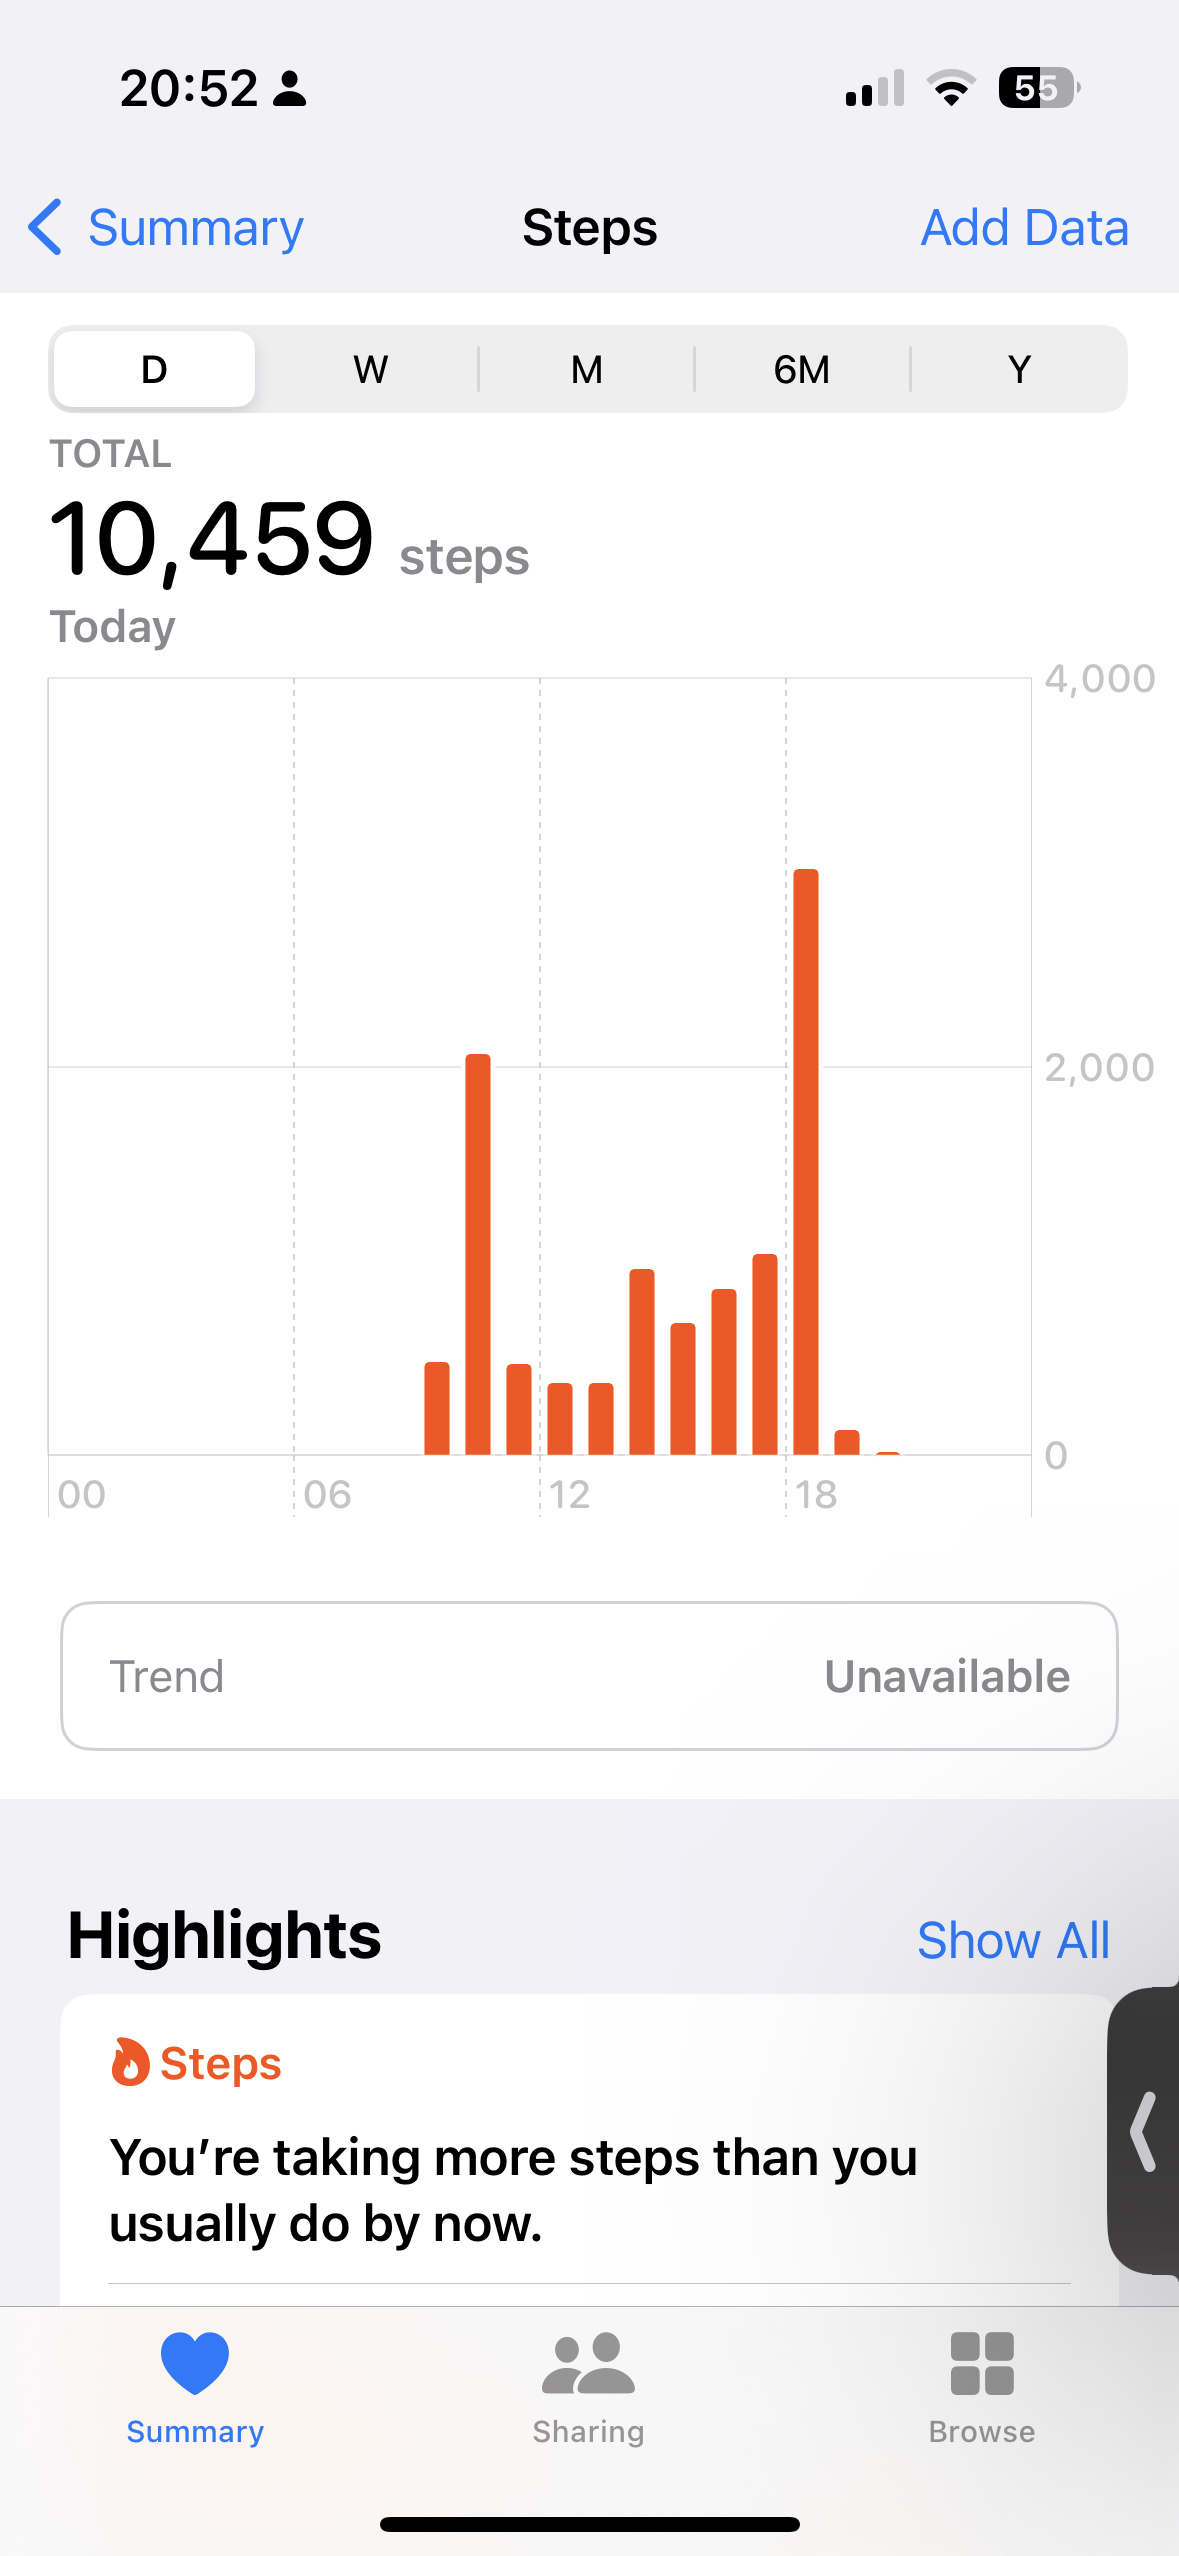 20:52
55
Summary
Steps
Add Data
D W M 6M Y
TOTAL
10,459 steps
Today
4,000
2,000
0
00 06 12 18
Trend Unavailable
Highlights
Show All
Steps
You’re taking more steps than you
usually do by now.
Summary Sharing Browse